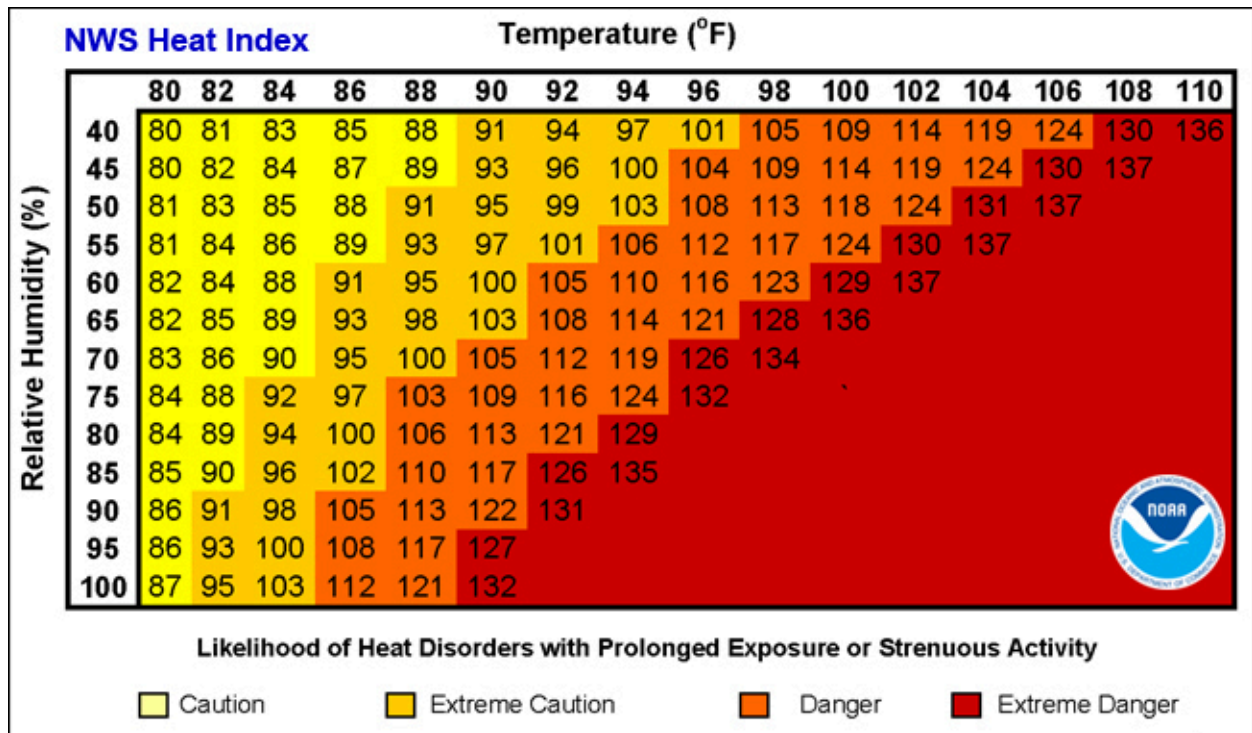 NWS Heat Index
Temperature (°F)
80 82 84 86 88 90 92 94 96 98 100 102 104 106 108 110
Relative Humidity (%)
40 80 81 83 85 88 91 94 97 101 105 109 114 119 124 130 136
45 80 82 84 87 89 93 96 100 104 109 114 119 124 130 137
50 81 83 85 88 91 95 99 103 108 113 118 124 131 137
55 81 84 86 89 93 97 101 106 112 117 124 130 137
60 82 84 88 91 95 100 105 110 116 123 129 137
65 82 85 89 93 98 103 108 114 121 128 136
70 83 86 90 95 100 105 112 119 126 134
75 84 88 92 97 103 109 116 124 132
80 84 89 94 100 106 113 121 129
85 85 90 96 102 110 117 126 135
90 86 91 98 105 113 122 131
95 86 93 100 108 117 127
100 87 95 103 112 121 132
NATIONAL OCEANIC AND ATMOSPHERIC ADMINISTRATION
NOAA
U.S. DEPARTMENT OF COMMERCE
Likelihood of Heat Disorders with Prolonged Exposure or Strenuous Activity
Caution
Extreme Caution
Danger
Extreme Danger